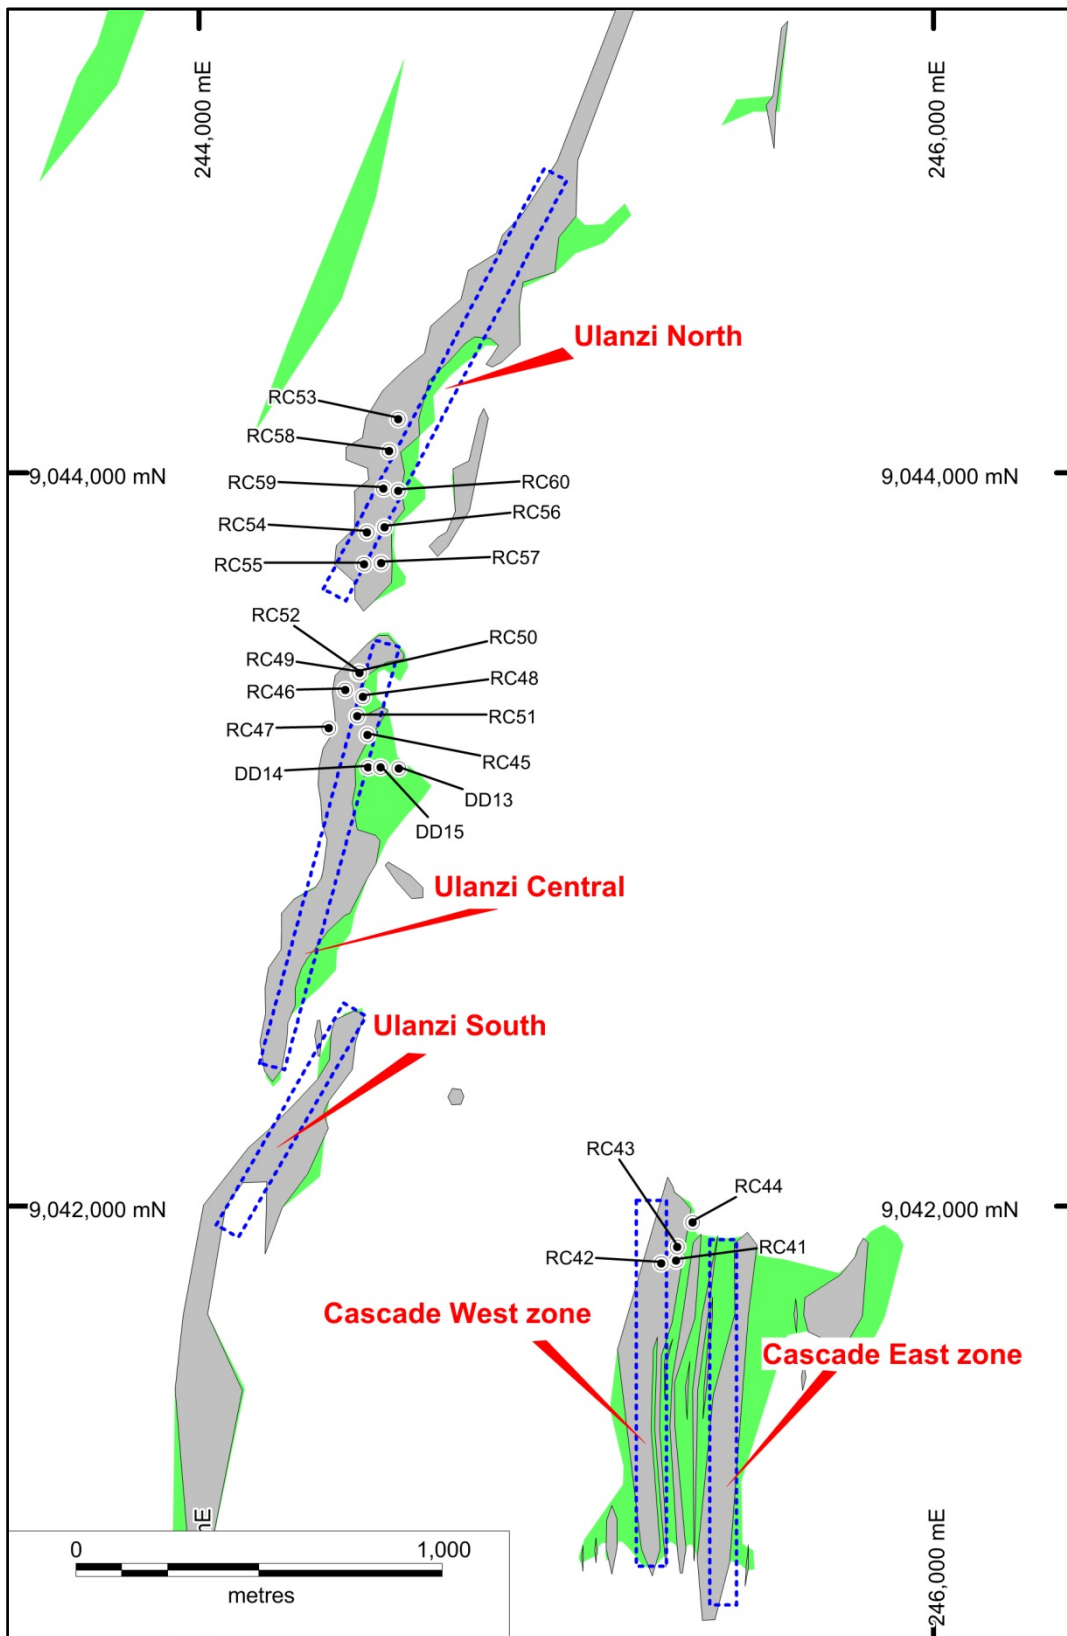 244,000 mE
246,000 mE
Ulanzi North
RC53
RC58
9,044,000 mN
9,044,000 mN
RC59
RC60
RC54
RC56
RC55
RC57
RC52
RC50
RC49
RC48
RC46
RC51
RC47
RC45
DD14
DD13
DD15
Ulanzi Central
Ulanzi South
RC43
RC44
9,042,000 mN
9,042,000 mN
RC42
RC41
Cascade West zone
Cascade East zone
mE
246,000 mE
0
1,000
metres